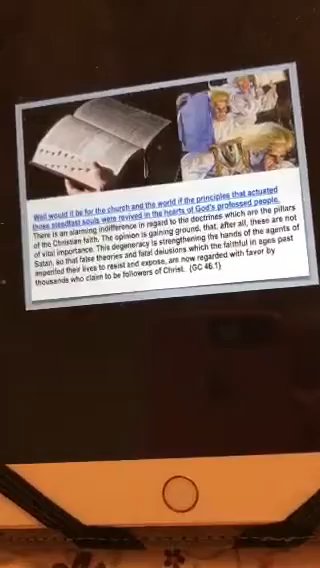 Well would it be for the church and the world if the principles that actuated
those steadfast souls were revived in the hearts of God's professed people.
There is an alarming indifference in regard to the doctrines which are the pillars
of the Christian faith. The opinion is gaining ground, that, after all, these are not
of vital importance. This degeneracy is strengthening the hands of the agents of
Satan, so that false theories and fatal delusions which the faithful in ages past
imperiled their lives to resist and expose, are now regarded with favor by
thousands who claim to be followers of Christ. {GC 46.1}